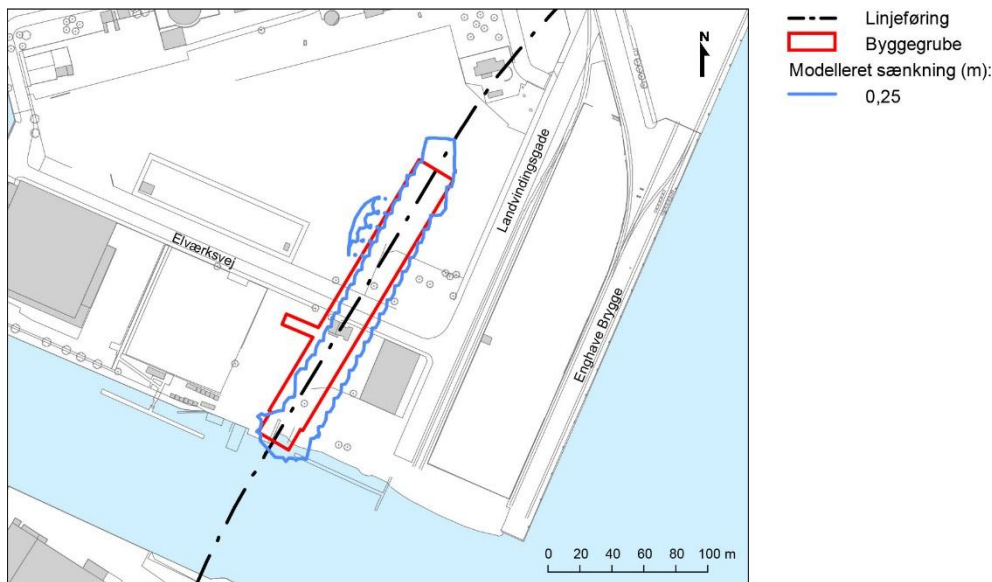 Linjeføring
Byggegrube
Modelleret sænkning (m):
0,25
N
Landvindingsgade
Elværksvej
Enghave Brygge
0 20 40 60 80 100 m